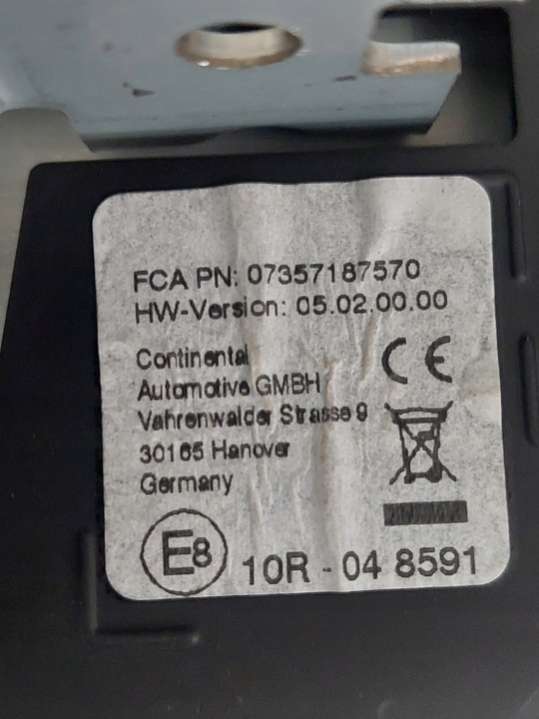 FCA PN: 07357187570
HW-Version: 05.02.00.00
Continental
Automotive GMBH
CE
Vahrenwalder Strasse 9
30165 Hanover
Germany
E8
10R - 04 8591